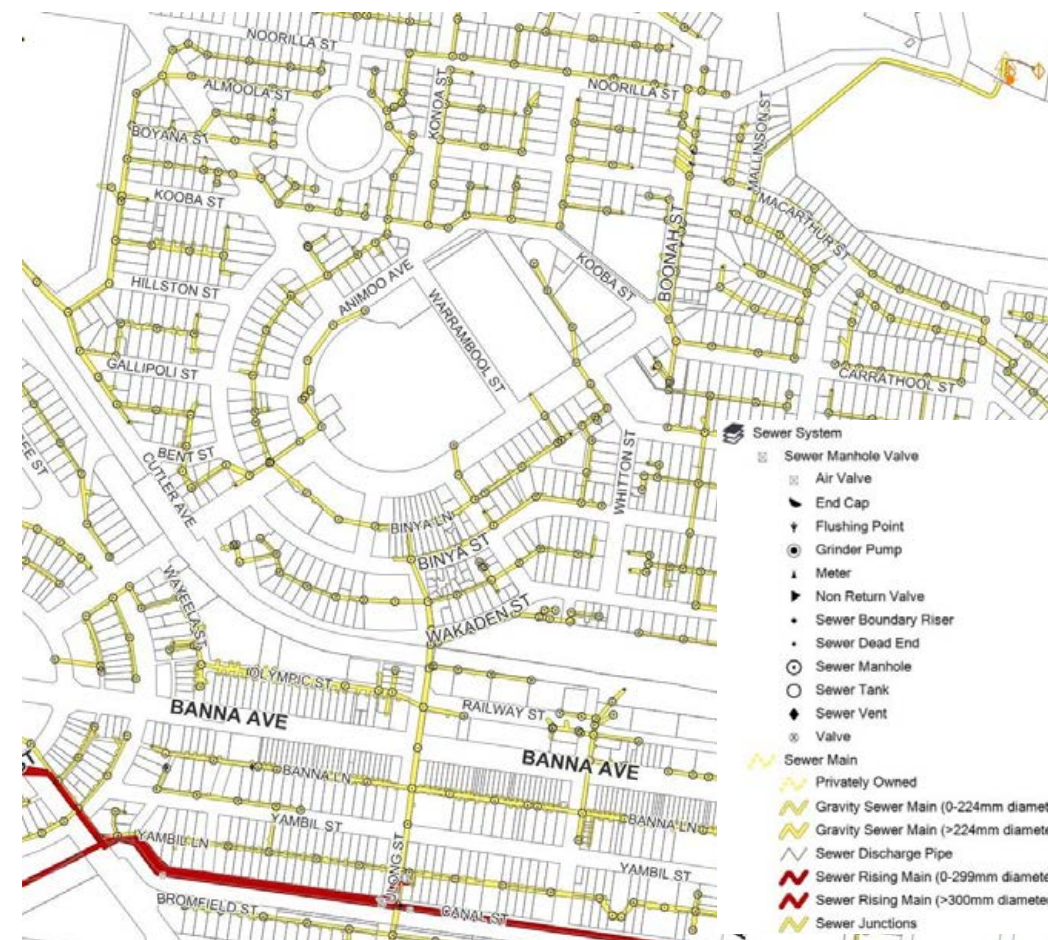 NOORILLA ST
ALMOOLA ST
KONOA ST
NOORILLA ST
BOYANA ST
MALLINSON ST
KOOBA ST
MACARTHUR ST
BOONAH ST
KOOBA ST
ANIMOO AVE
HILLSTON ST
WARRAMBOOL ST
GALLIPOLI ST
CARRATHOOL ST
BENT ST
CUTLER AVE
WHITTON ST
BINYA LN
BINYA ST
WAYEELA ST
WAKADEN ST
OLYMPIC ST
RAILWAY ST
BANNA AVE
BANNA AVE
BANNA LN
BANNA LN
YAMBIL ST
YAMBIL LN
YAMBIL ST
ULONG ST
BROMFIELD ST
CANAL ST
Sewer System
Sewer Manhole Valve
Air Valve
End Cap
Flushing Point
Grinder Pump
Meter
Non Return Valve
Sewer Boundary Riser
Sewer Dead End
Sewer Manhole
Sewer Tank
Sewer Vent
Valve
Sewer Main
Privately Owned
Gravity Sewer Main (0-224mm diamet
Gravity Sewer Main (>224mm diamete
Sewer Discharge Pipe
Sewer Rising Main (0-299mm diamete
Sewer Rising Main (>300mm diameter
Sewer Junctions